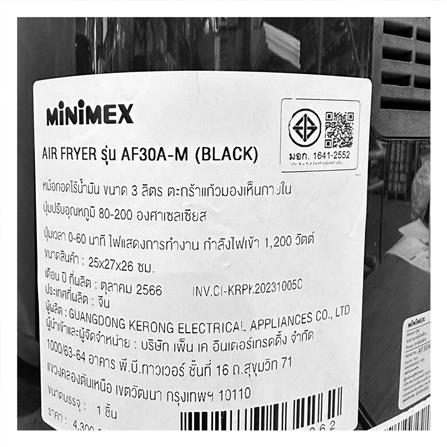 MiNiMEX
มอก. 1641-2552
AIR FRYER รุ่น AF30A-M (BLACK)
หม้อทอดไร้น้ำมัน ขนาด 3 ลิตร ตะกร้าแก้วมองเห็นภายใน
ปุ่มปรับอุณหภูมิ 80-200 องศาเซลเซียส
ปุ่มเวลา 0-60 นาที ไฟแสดงการทำงาน กำลังไฟเข้า 1,200 วัตต์
ขนาดสินค้า : 25x27x26 ซม.
เดือน ปี ที่ผลิต : ตุลาคม 2566 INV.CI-KRPK20231005C
ประเทศที่ผลิต : จีน
ผู้ผลิต : GUANGDONG KERONG ELECTRICAL APPLIANCES CO., LTD
ผู้นำเข้าและผู้จัดจำหน่าย : บริษัท เพ็น เค อินเตอร์เทรดดิ้ง จำกัด
1000/63-64 อาคาร พี.บี.ทาวเวอร์ ชั้นที่ 16 ถ.สุขุมวิท 71
แขวงคลองตันเหนือ เขตวัฒนา กรุงเทพฯ 10110
ขนาดบรรจุ : 1 ชิ้น
ราคา : 4,300